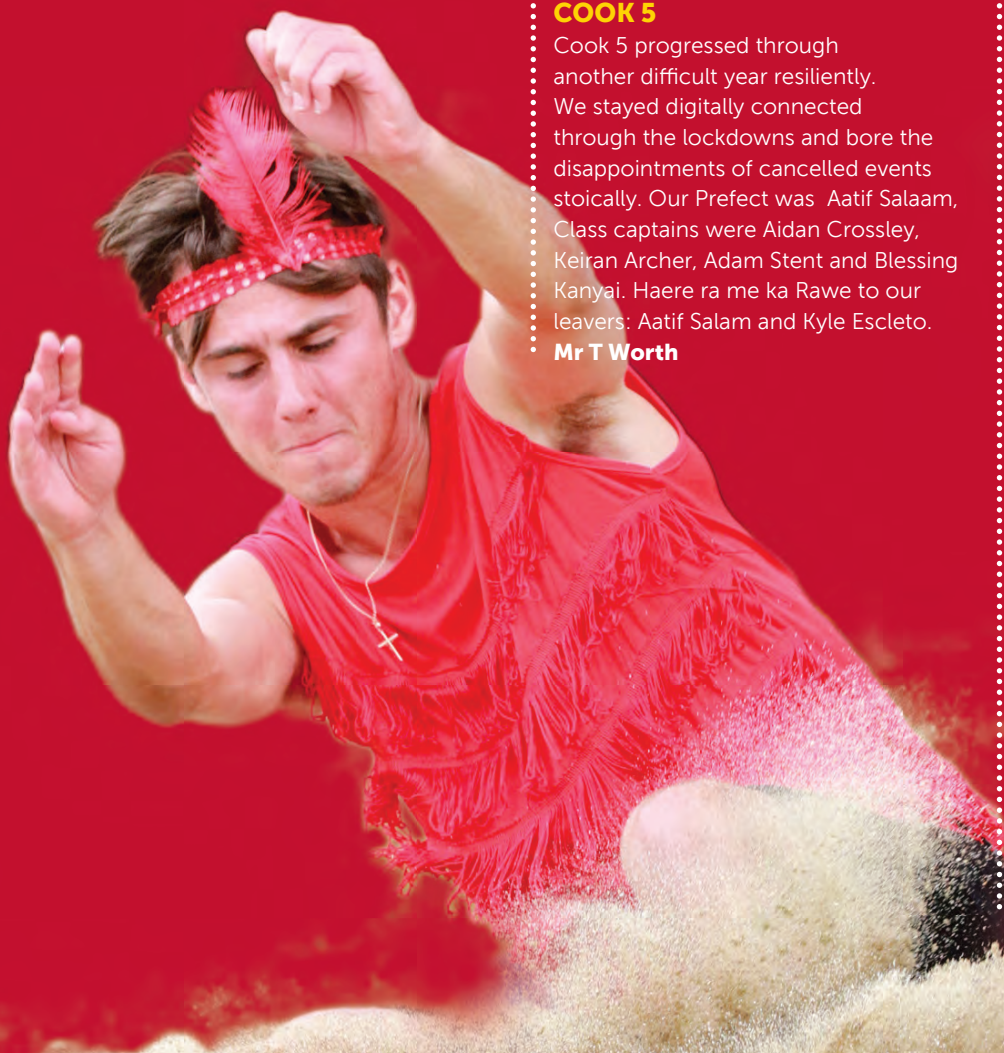 COOK 5
Cook 5 progressed through
another difficult year resiliently.
We stayed digitally connected
through the lockdowns and bore the
disappointments of cancelled events
stoically. Our Prefect was  Aatif Salaam,
Class captains were Aidan Crossley,
Keiran Archer, Adam Stent and Blessing
Kanyai. Haere ra me ka Rawe to our
leavers: Aatif Salam and Kyle Escleto.
Mr T Worth